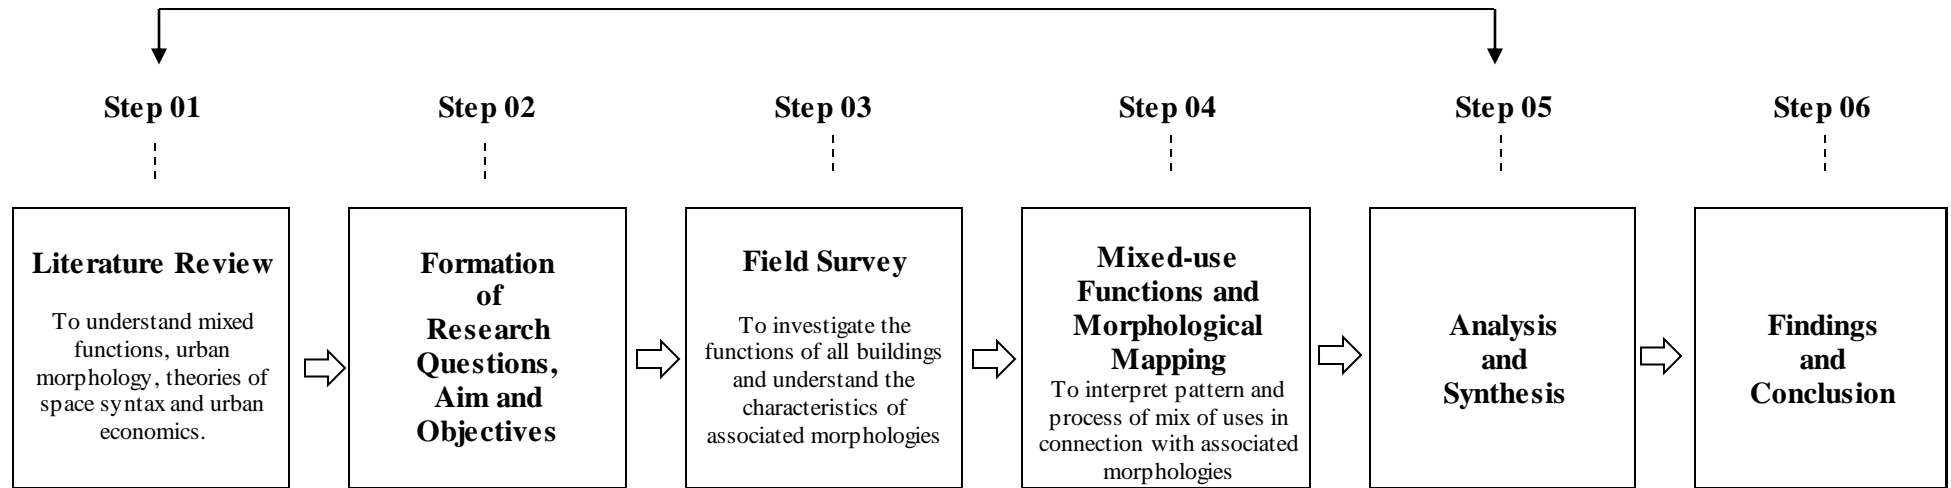 Step 01
Step 02
Step 03
Step 04
Step 05
Step 06
Literature Review
To understand mixed
functions, urban
morphology, theories of
space syntax and urban
economics.
Formation
of
Research
Questions,
Aim and
Objectives
Field Survey
To investigate the
functions of all buildings
and understand the
characteristics of
associated morphologies
Mixed-use
Functions and
Morphological
Mapping
To interpret pattern and
process of mix of uses in
connection with associated
morphologies
Analysis
and
Synthesis
Findings
and
Conclusion